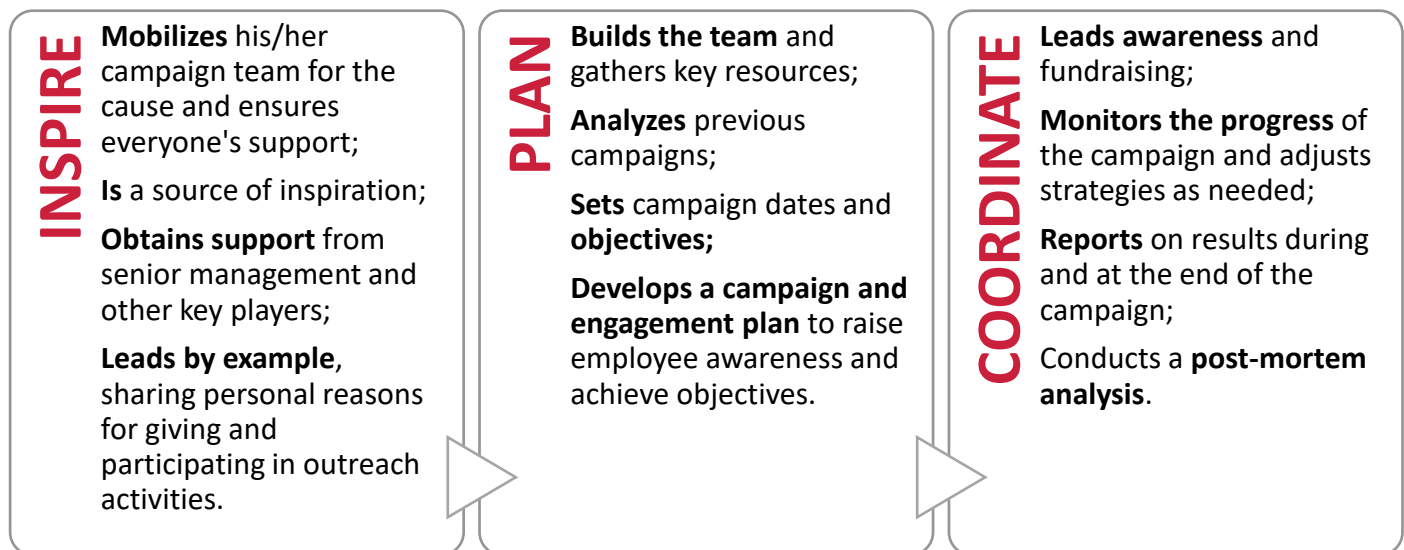 INSPIRE
Mobilizes his/her
campaign team for the
cause and ensures
everyone's support;
Is a source of inspiration;
Obtains support from
senior management and
other key players;
Leads by example,
sharing personal reasons
for giving and
participating in outreach
activities.
PLAN
Builds the team and
gathers key resources;
Analyzes previous
campaigns;
Sets campaign dates and
objectives;
Develops a campaign and
engagement plan to raise
employee awareness and
achieve objectives.
COORDINATE
Leads awareness and
fundraising;
Monitors the progress of
the campaign and adjusts
strategies as needed;
Reports on results during
and at the end of the
campaign;
Conducts a post-mortem
analysis.